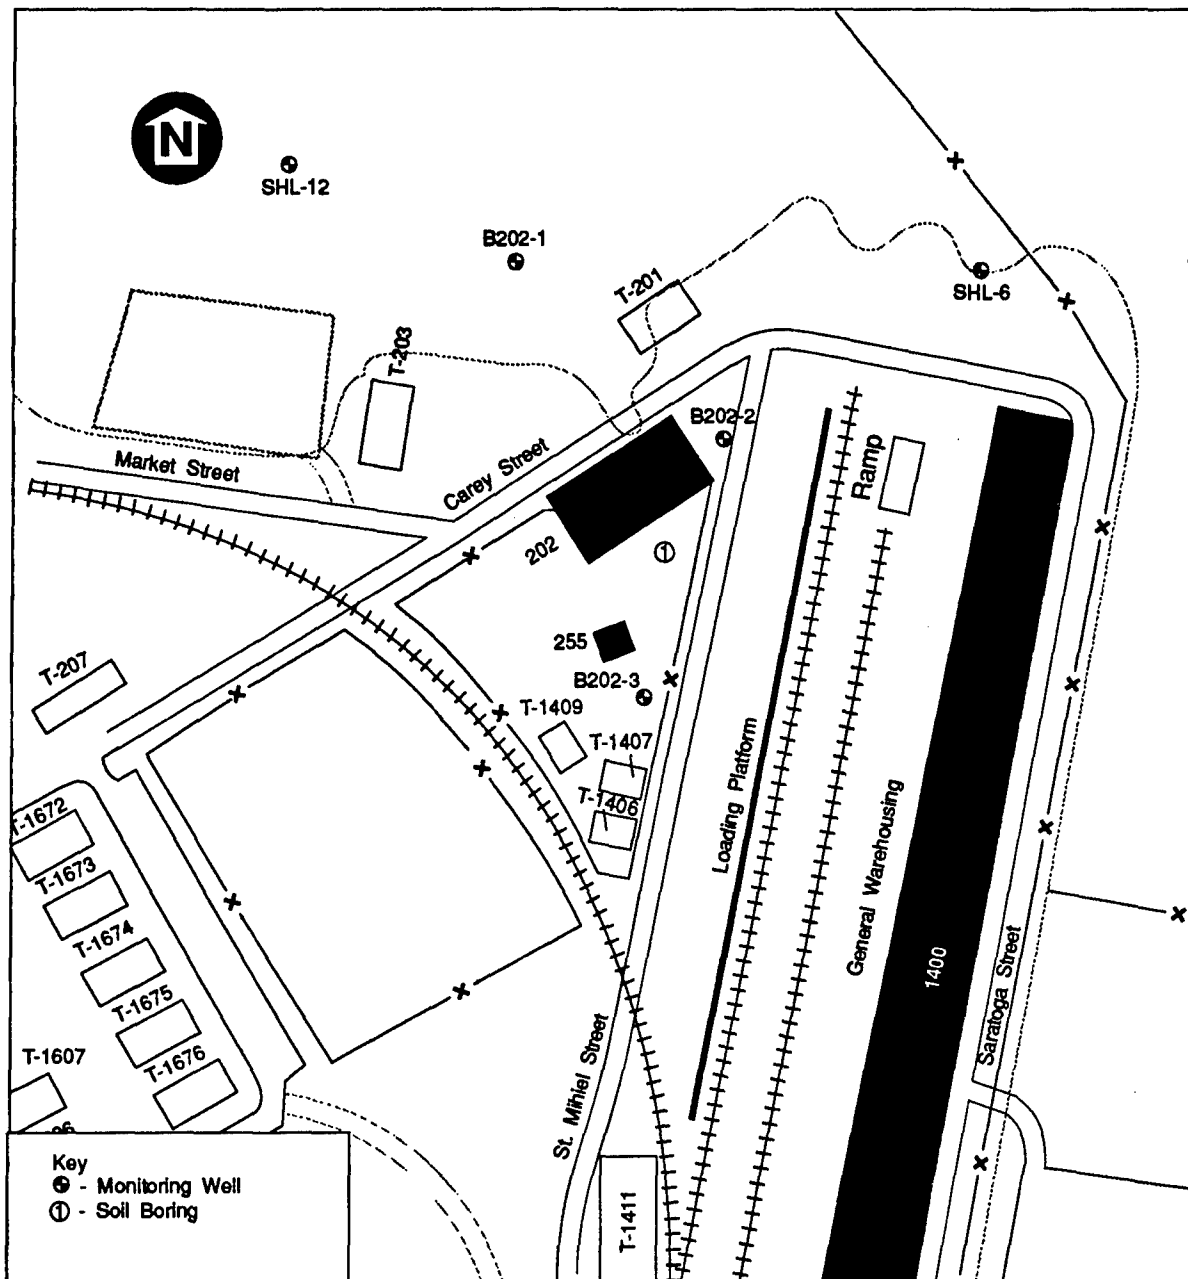 N
SHL-12
B202-1
T-201
SHL-6
T-203
B202-2
Market Street
Carey Street
Ramp
202
1
255
T-207
B202-3
T-1409
T-1407
T-1406
Loading Platform
General Warehousing
T-1672
T-1673
T-1674
T-1675
T-1676
T-1607
1400
Saratoga Street
St. Mihiel Street
T-1411
Key
- Monitoring Well
1 - Soil Boring